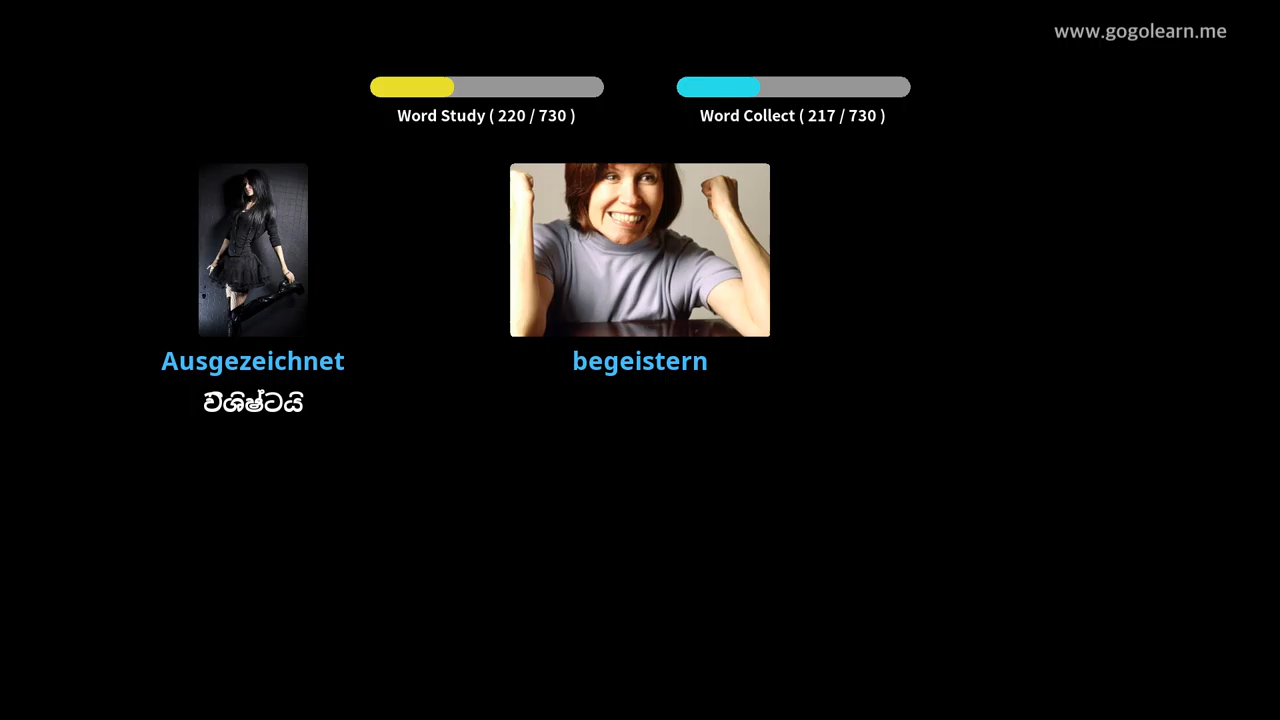 www.gogolearn.me
Word Study ( 220 / 730 )
Word Collect ( 217 / 730 )
Ausgezeichnet
begeistern
විශිෂ්ටයි